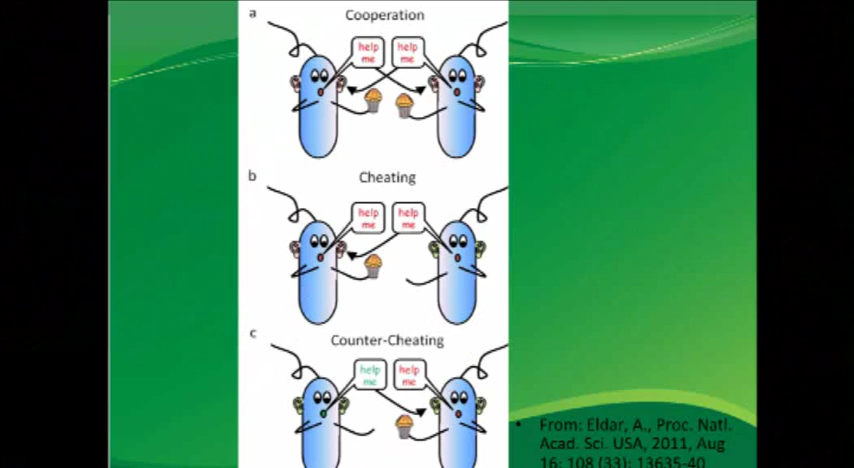 a
Cooperation
help
me
help
me
b
Cheating
help
me
help
me
c
Counter-Cheating
help
me
help
me
• From: Eldar, A., Proc. Natl.
Acad. Sci. USA, 2011, Aug
16; 108 (33): 13635-40